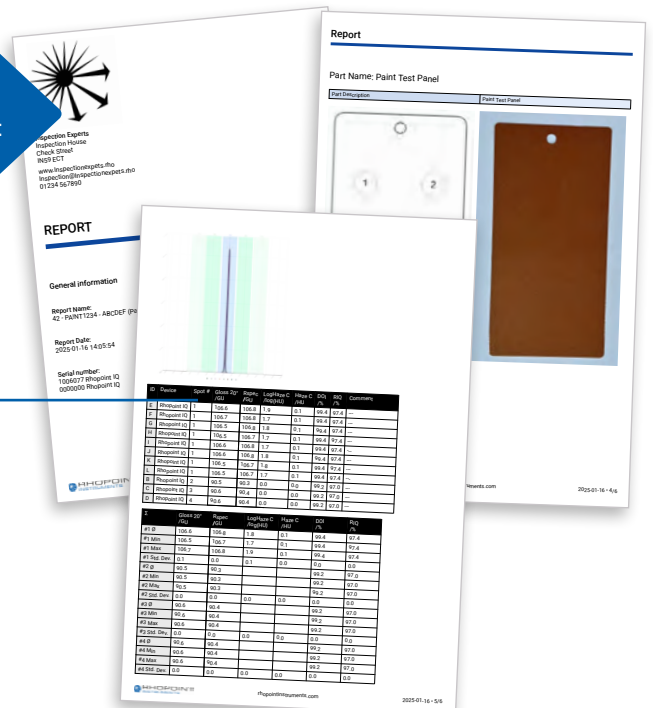 Inspection Experts
Inspection House
Check Street
IN59 ECT
www.Inspectionexpets.rho
Inspection@Inspectionexpets.rho
01234 567890
REPORT
General information
Report Name:
42 - PAINT1234 - ABCDEF
Report Date:
2025-01-16 14:05:54
Serial number:
1006077 Rhopoint IQ
0000000 Rhopoint IQ
Report
Part Name: Paint Test Panel
Part Description Paint Test Panel
1 2
2025-01-16 • 4/6
ID Device Spot # Gloss 20° /GU Rspec /GU LogHaze C /log(HU) Haze C /HU DOI /% RIQ /% Comment
E Rhopoint IQ 1 106.6 106.8 1.9 0.1 99.4 97.4 —
F Rhopoint IQ 1 106.7 106.8 1.7 0.1 99.4 97.4 —
G Rhopoint IQ 1 106.5 106.8 1.8 0.1 99.4 97.4 —
H Rhopoint IQ 1 106.5 106.7 1.7 0.1 99.4 97.4 —
I Rhopoint IQ 1 106.6 106.8 1.7 0.1 99.4 97.4 —
J Rhopoint IQ 1 106.6 106.8 1.8 0.1 99.4 97.4 —
K Rhopoint IQ 1 106.5 106.7 1.8 0.1 99.4 97.4 —
L Rhopoint IQ 1 106.5 106.7 1.7 0.1 99.4 97.4 —
B Rhopoint IQ 2 90.5 90.3 0.0 0.0 99.2 97.0 —
C Rhopoint IQ 3 90.6 90.4 0.0 0.0 99.2 97.0 —
D Rhopoint IQ 4 90.6 90.4 0.0 0.0 99.2 97.0 —
Σ Gloss 20° /GU Rspec /GU LogHaze C /log(HU) Haze C /HU DOI /% RIQ /%
#1 Ø 106.6 106.8 1.8 0.1 99.4 97.4
#1 Min 106.5 106.7 1.7 0.1 99.4 97.4
#1 Max 106.7 106.8 1.9 0.1 99.4 97.4
#1 Std. Dev. 0.1 0.0 0.1 0.0 0.0 0.0
#2 Ø 90.5 90.3 99.2 97.0
#2 Min 90.5 90.3 99.2 97.0
#2 Max 90.5 90.3 99.2 97.0
#2 Std. Dev. 0.0 0.0 0.0 0.0 0.0 0.0
#3 Ø 90.6 90.4 99.2 97.0
#3 Min 90.6 90.4 99.2 97.0
#3 Max 90.6 90.4 99.2 97.0
#3 Std. Dev. 0.0 0.0 0.0 0.0 0.0 0.0
#4 Ø 90.6 90.4 99.2 97.0
#4 Min 90.6 90.4 99.2 97.0
#4 Max 90.6 90.4 99.2 97.0
#4 Std. Dev. 0.0 0.0 0.0 0.0 0.0 0.0
RHOPOINT
INSTRUMENTS
rhopointinstruments.com
2025-01-16 • 5/6